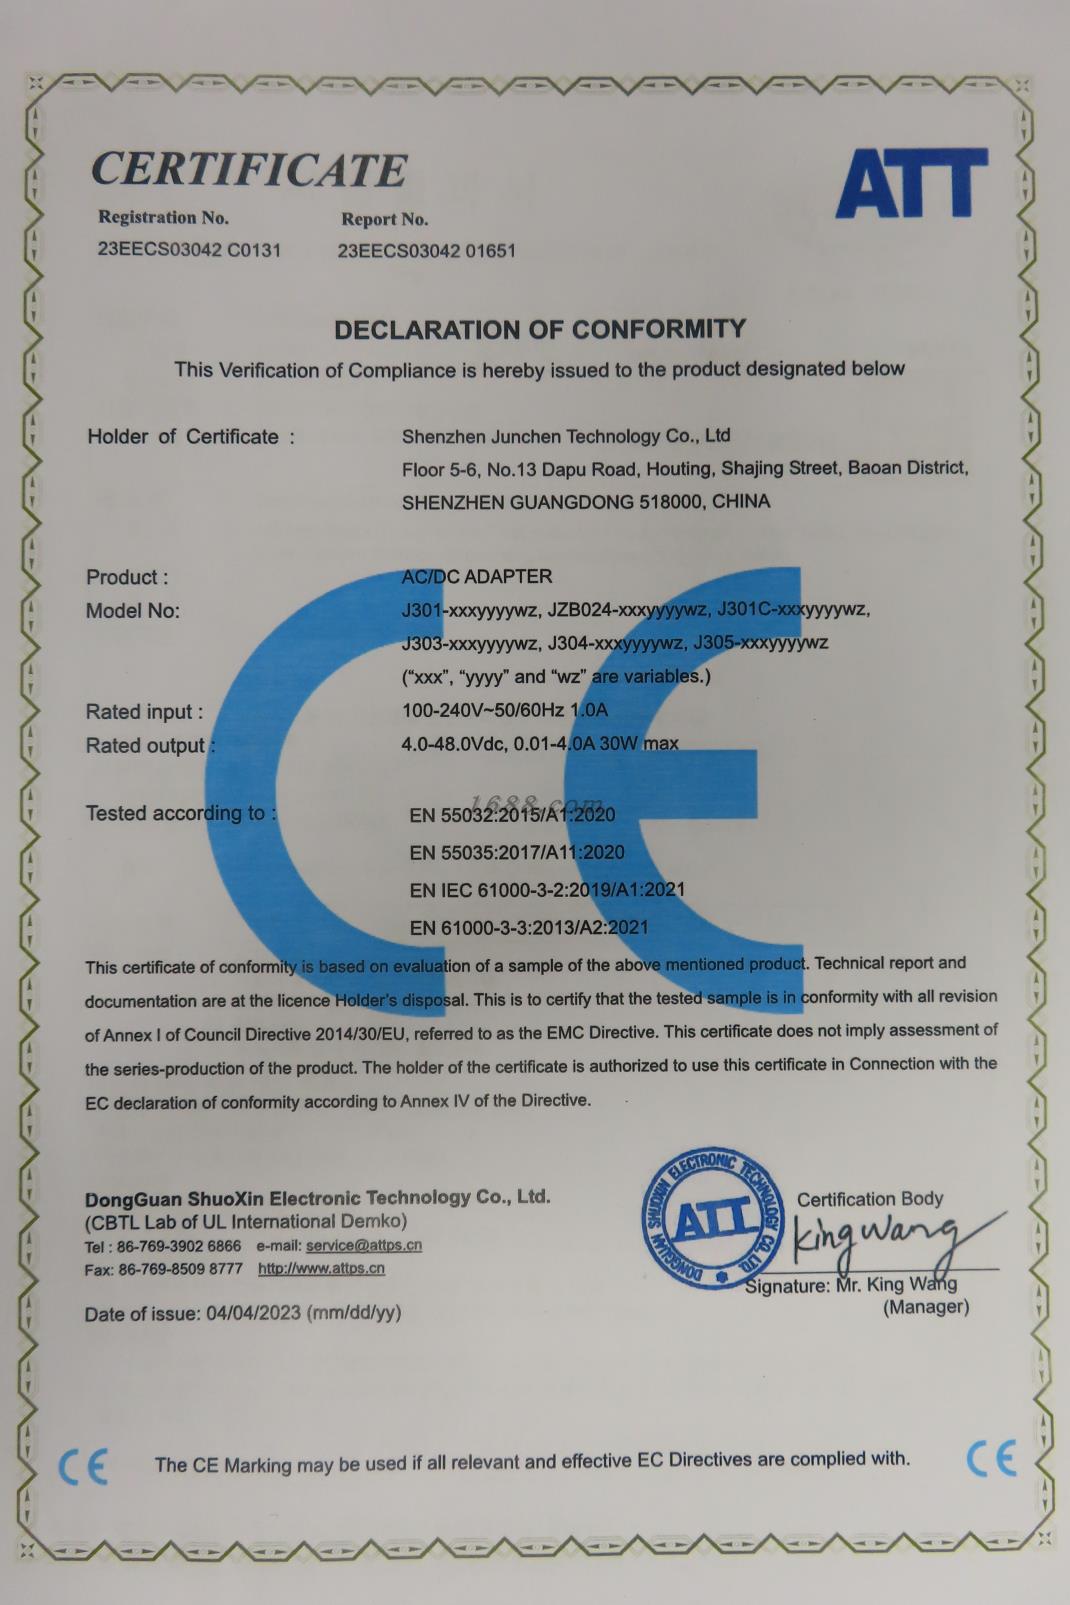 CERTIFICATE
ATT
Registration No. Report No.
23EECS03042 C0131 23EECS03042 01651
DECLARATION OF CONFORMITY
This Verification of Compliance is hereby issued to the product designated below
Holder of Certificate : Shenzhen Junchen Technology Co., Ltd
Floor 5-6, No.13 Dapu Road, Houting, Shajing Street, Baoan District,
SHENZHEN GUANGDONG 518000, CHINA
Product : AC/DC ADAPTER
Model No: J301-xxxyyyywz, JZB024-xxxyyyywz, J301C-xxxyyyywz,
J303-xxxyyyywz, J304-xxxyyyywz, J305-xxxyyyywz
("xxx", "yyyy" and "wz" are variables.)
Rated input : 100-240V~50/60Hz 1.0A
Rated output : 4.0-48.0Vdc, 0.01-4.0A 30W max
1688.com
Tested according to : EN 55032:2015/A1:2020
EN 55035:2017/A11:2020
EN IEC 61000-3-2:2019/A1:2021
EN 61000-3-3:2013/A2:2021
CE
This certificate of conformity is based on evaluation of a sample of the above mentioned product. Technical report and
documentation are at the licence Holder's disposal. This is to certify that the tested sample is in conformity with all revision
of Annex I of Council Directive 2014/30/EU, referred to as the EMC Directive. This certificate does not imply assessment of
the series-production of the product. The holder of the certificate is authorized to use this certificate in Connection with the
EC declaration of conformity according to Annex IV of the Directive.
DongGuan ShuoXin Electronic Technology Co., Ltd.
(CBTL Lab of UL International Demko)
Tel : 86-769-3902 6866 e-mail: service@attps.cn
Fax: 86-769-8509 8777 http://www.attps.cn
Date of issue: 04/04/2023 (mm/dd/yy)
DONGGUAN SHUOXIN ELECTRONIC TECHNOLOGY CO., LTD.
ATT
Certification Body
King Wang
Signature: Mr. King Wang
(Manager)
CE The CE Marking may be used if all relevant and effective EC Directives are complied with. CE